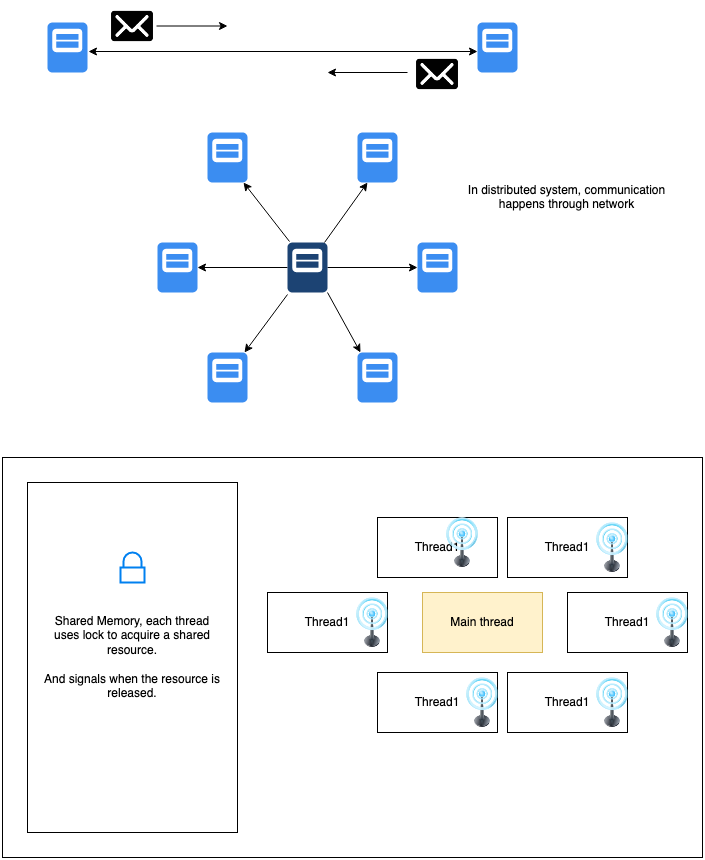 In distributed system, communication
happens through network
Thread1
Thread1
Shared Memory, each thread
uses lock to acquire a shared
resource.
And signals when the resource is
released.
Thread1
Main thread
Thread1
Thread1
Thread1